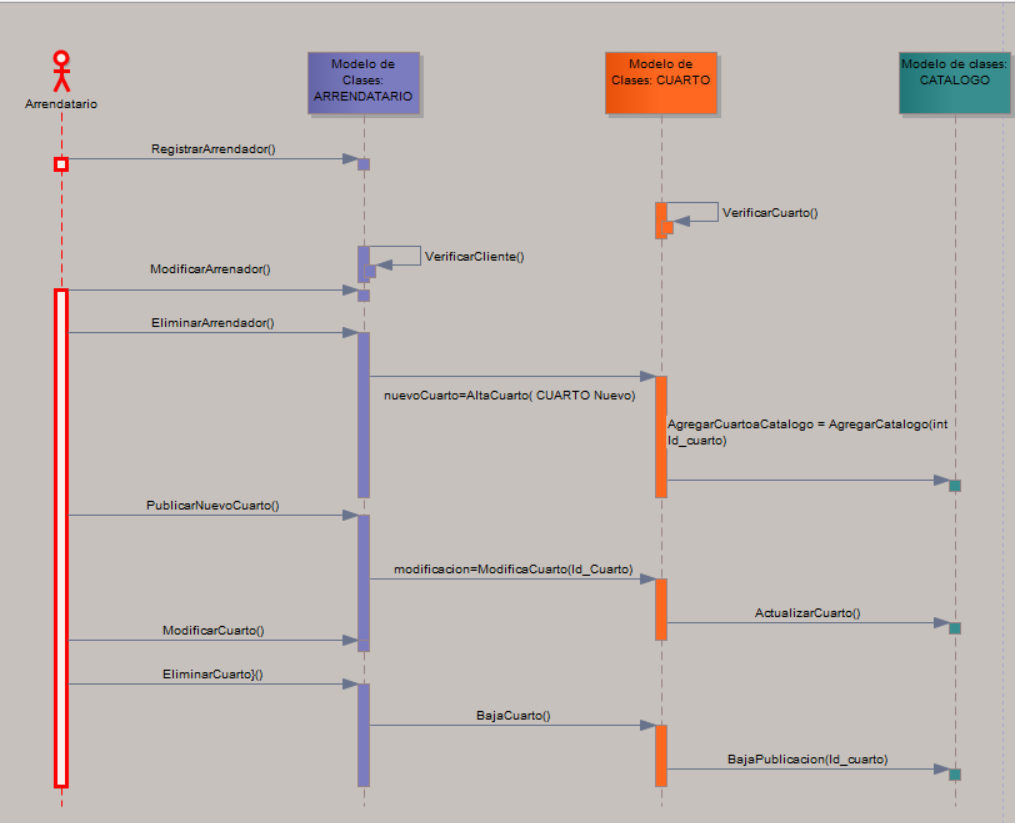 Arrendatario
Modelo de
Clases:
ARRENDATARIO
Modelo de
Clases: CUARTO
Modelo de clases:
CATALOGO
RegistrarArrendador()
VerificarCuarto()
VerificarCliente()
ModificarArrenador()
EliminarArrendador()
nuevoCuarto=AltaCuarto( CUARTO Nuevo)
AgregarCuartoaCatalogo = AgregarCatalogo(int
Id_cuarto)
PublicarNuevoCuarto()
modificacion=ModificaCuarto(Id_Cuarto)
ActualizarCuarto()
ModificarCuarto()
EliminarCuarto}()
BajaCuarto()
BajaPublicacion(Id_cuarto)